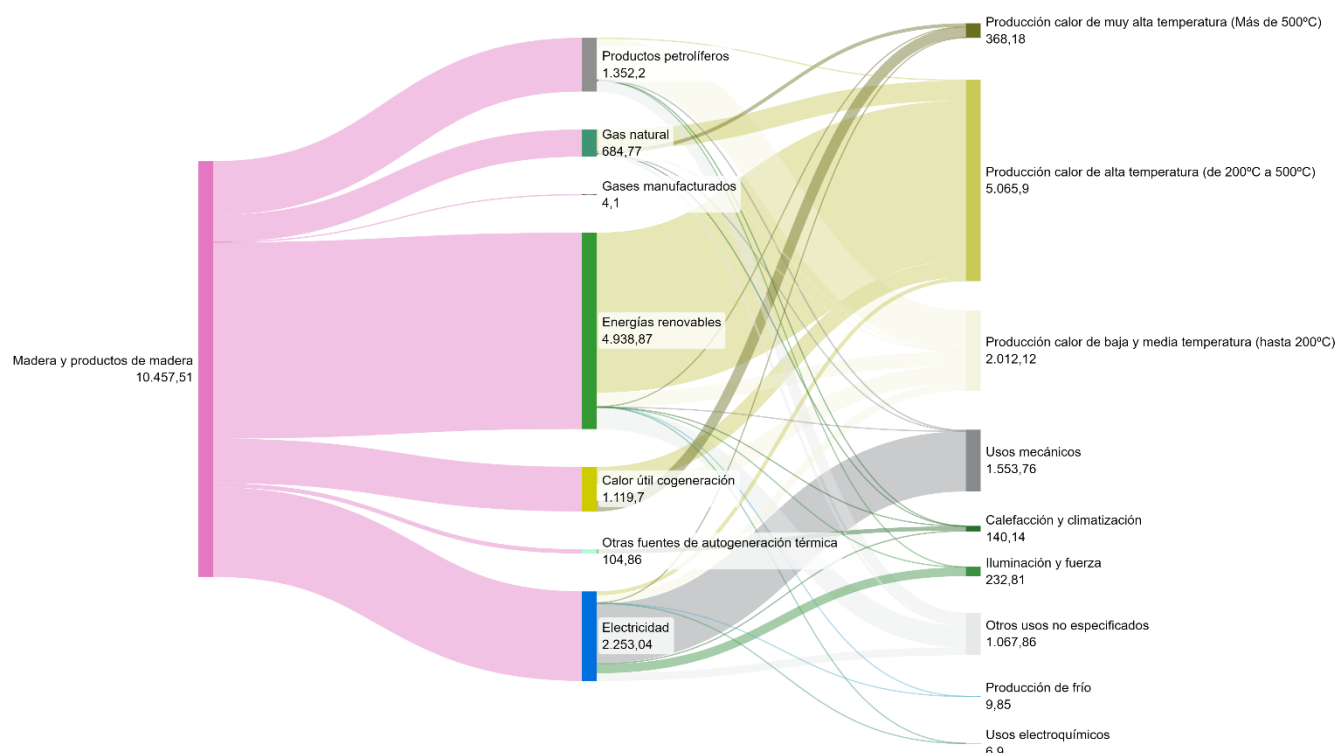 Madera y productos de madera
10.457,51
Productos petrolíferos
1.352,2
Gas natural
684,77
Gases manufacturados
4,1
Energías renovables
4.938,87
Calor útil cogeneración
1.119,7
Otras fuentes de autogeneración térmica
104,86
Electricidad
2.253,04
Producción calor de muy alta temperatura (Más de 500ºC)
368,18
Producción calor de alta temperatura (de 200ºC a 500ºC)
5.065,9
Producción calor de baja y media temperatura (hasta 200ºC)
2.012,12
Usos mecánicos
1.553,76
Calefacción y climatización
140,14
Iluminación y fuerza
232,81
Otros usos no especificados
1.067,86
Producción de frío
9,85
Usos electroquímicos
6,9